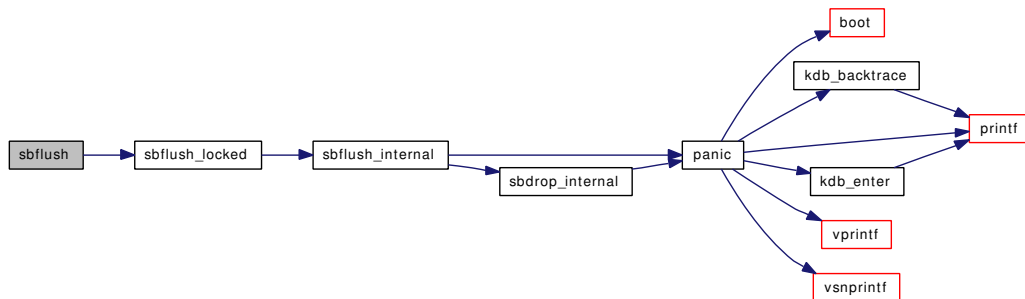 sbflush
sbflush_locked
sbflush_internal
sbdrop_internal
panic
boot
kdb_backtrace
kdb_enter
vprintf
vsnprintf
printf